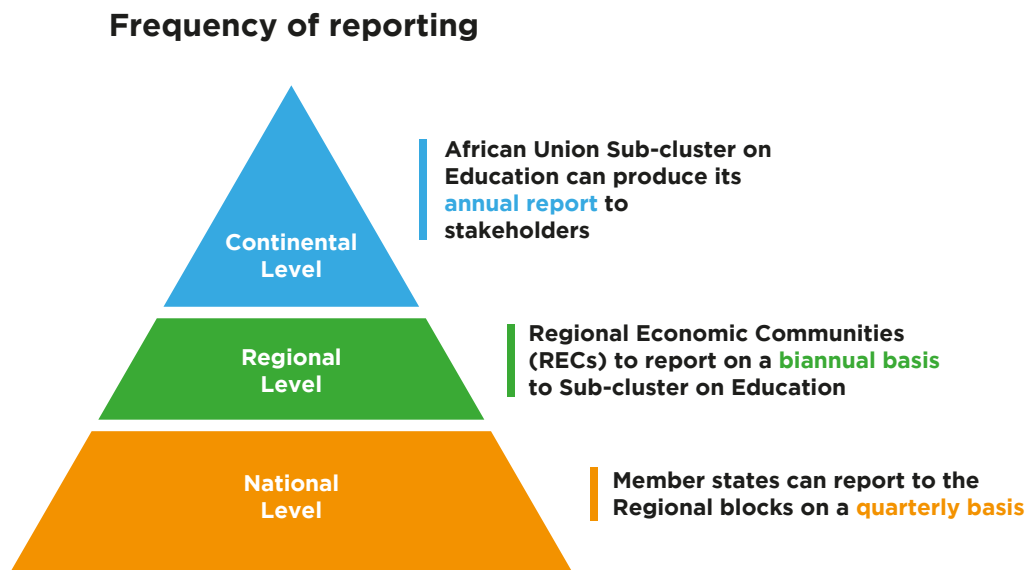 Frequency of reporting
African Union Sub-cluster on
Education can produce its
annual report to
stakeholders
Continental
Level
Regional Economic Communities
(RECs) to report on a biannual basis
to Sub-cluster on Education
Regional
Level
Member states can report to the
Regional blocks on a quarterly basis
National
Level